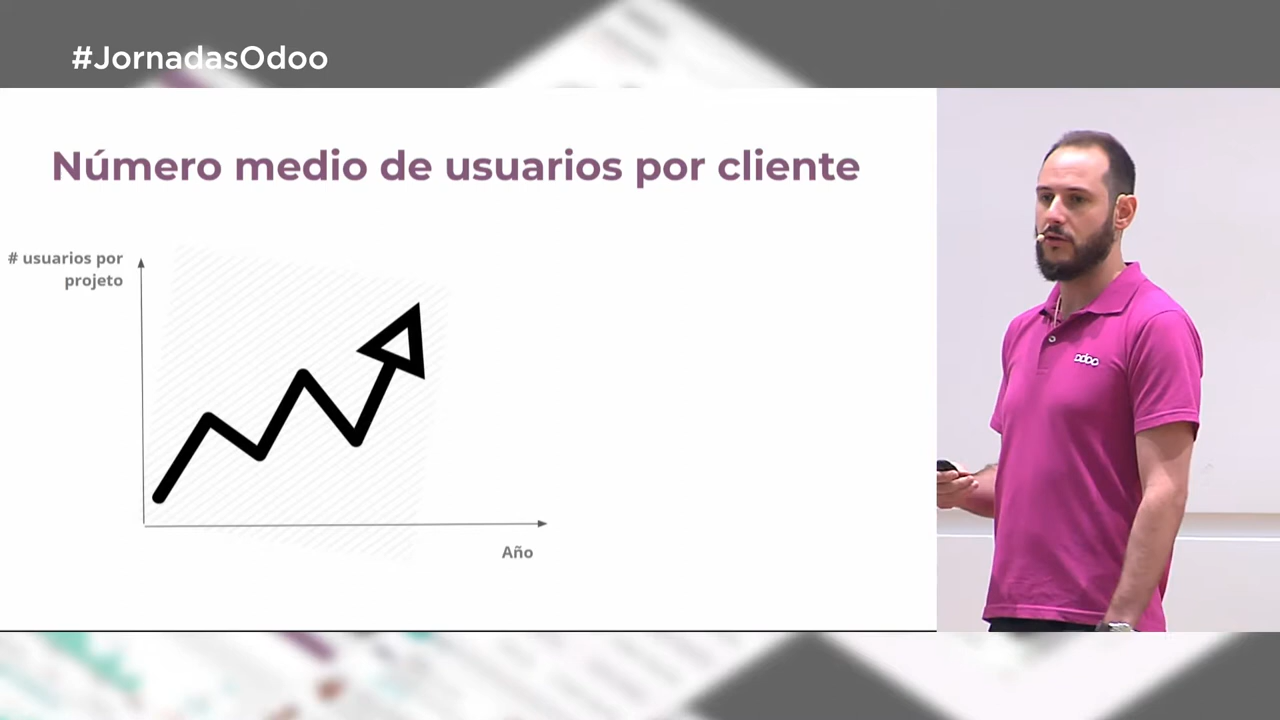 #JornadasOdoo
Número medio de usuarios por cliente
# usuarios por
projeto
Año
odoo